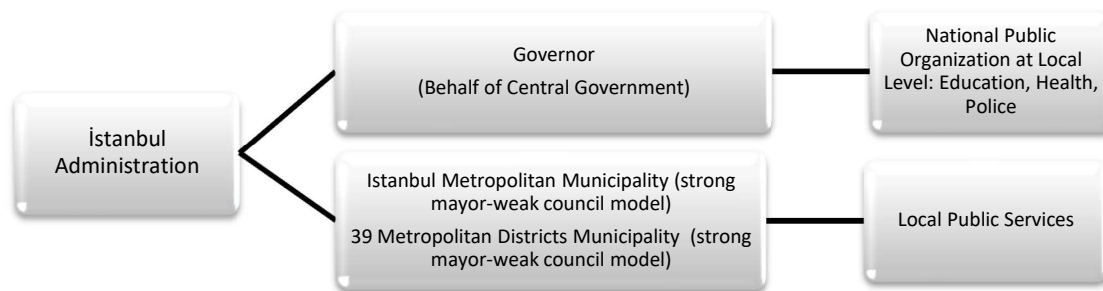 İstanbul
Administration
Governor
(Behalf of Central Government)
National Public
Organization at Local
Level: Education, Health,
Police
Istanbul Metropolitan Municipality (strong
mayor-weak council model)
39 Metropolitan Districts Municipality (strong
mayor-weak council model)
Local Public Services